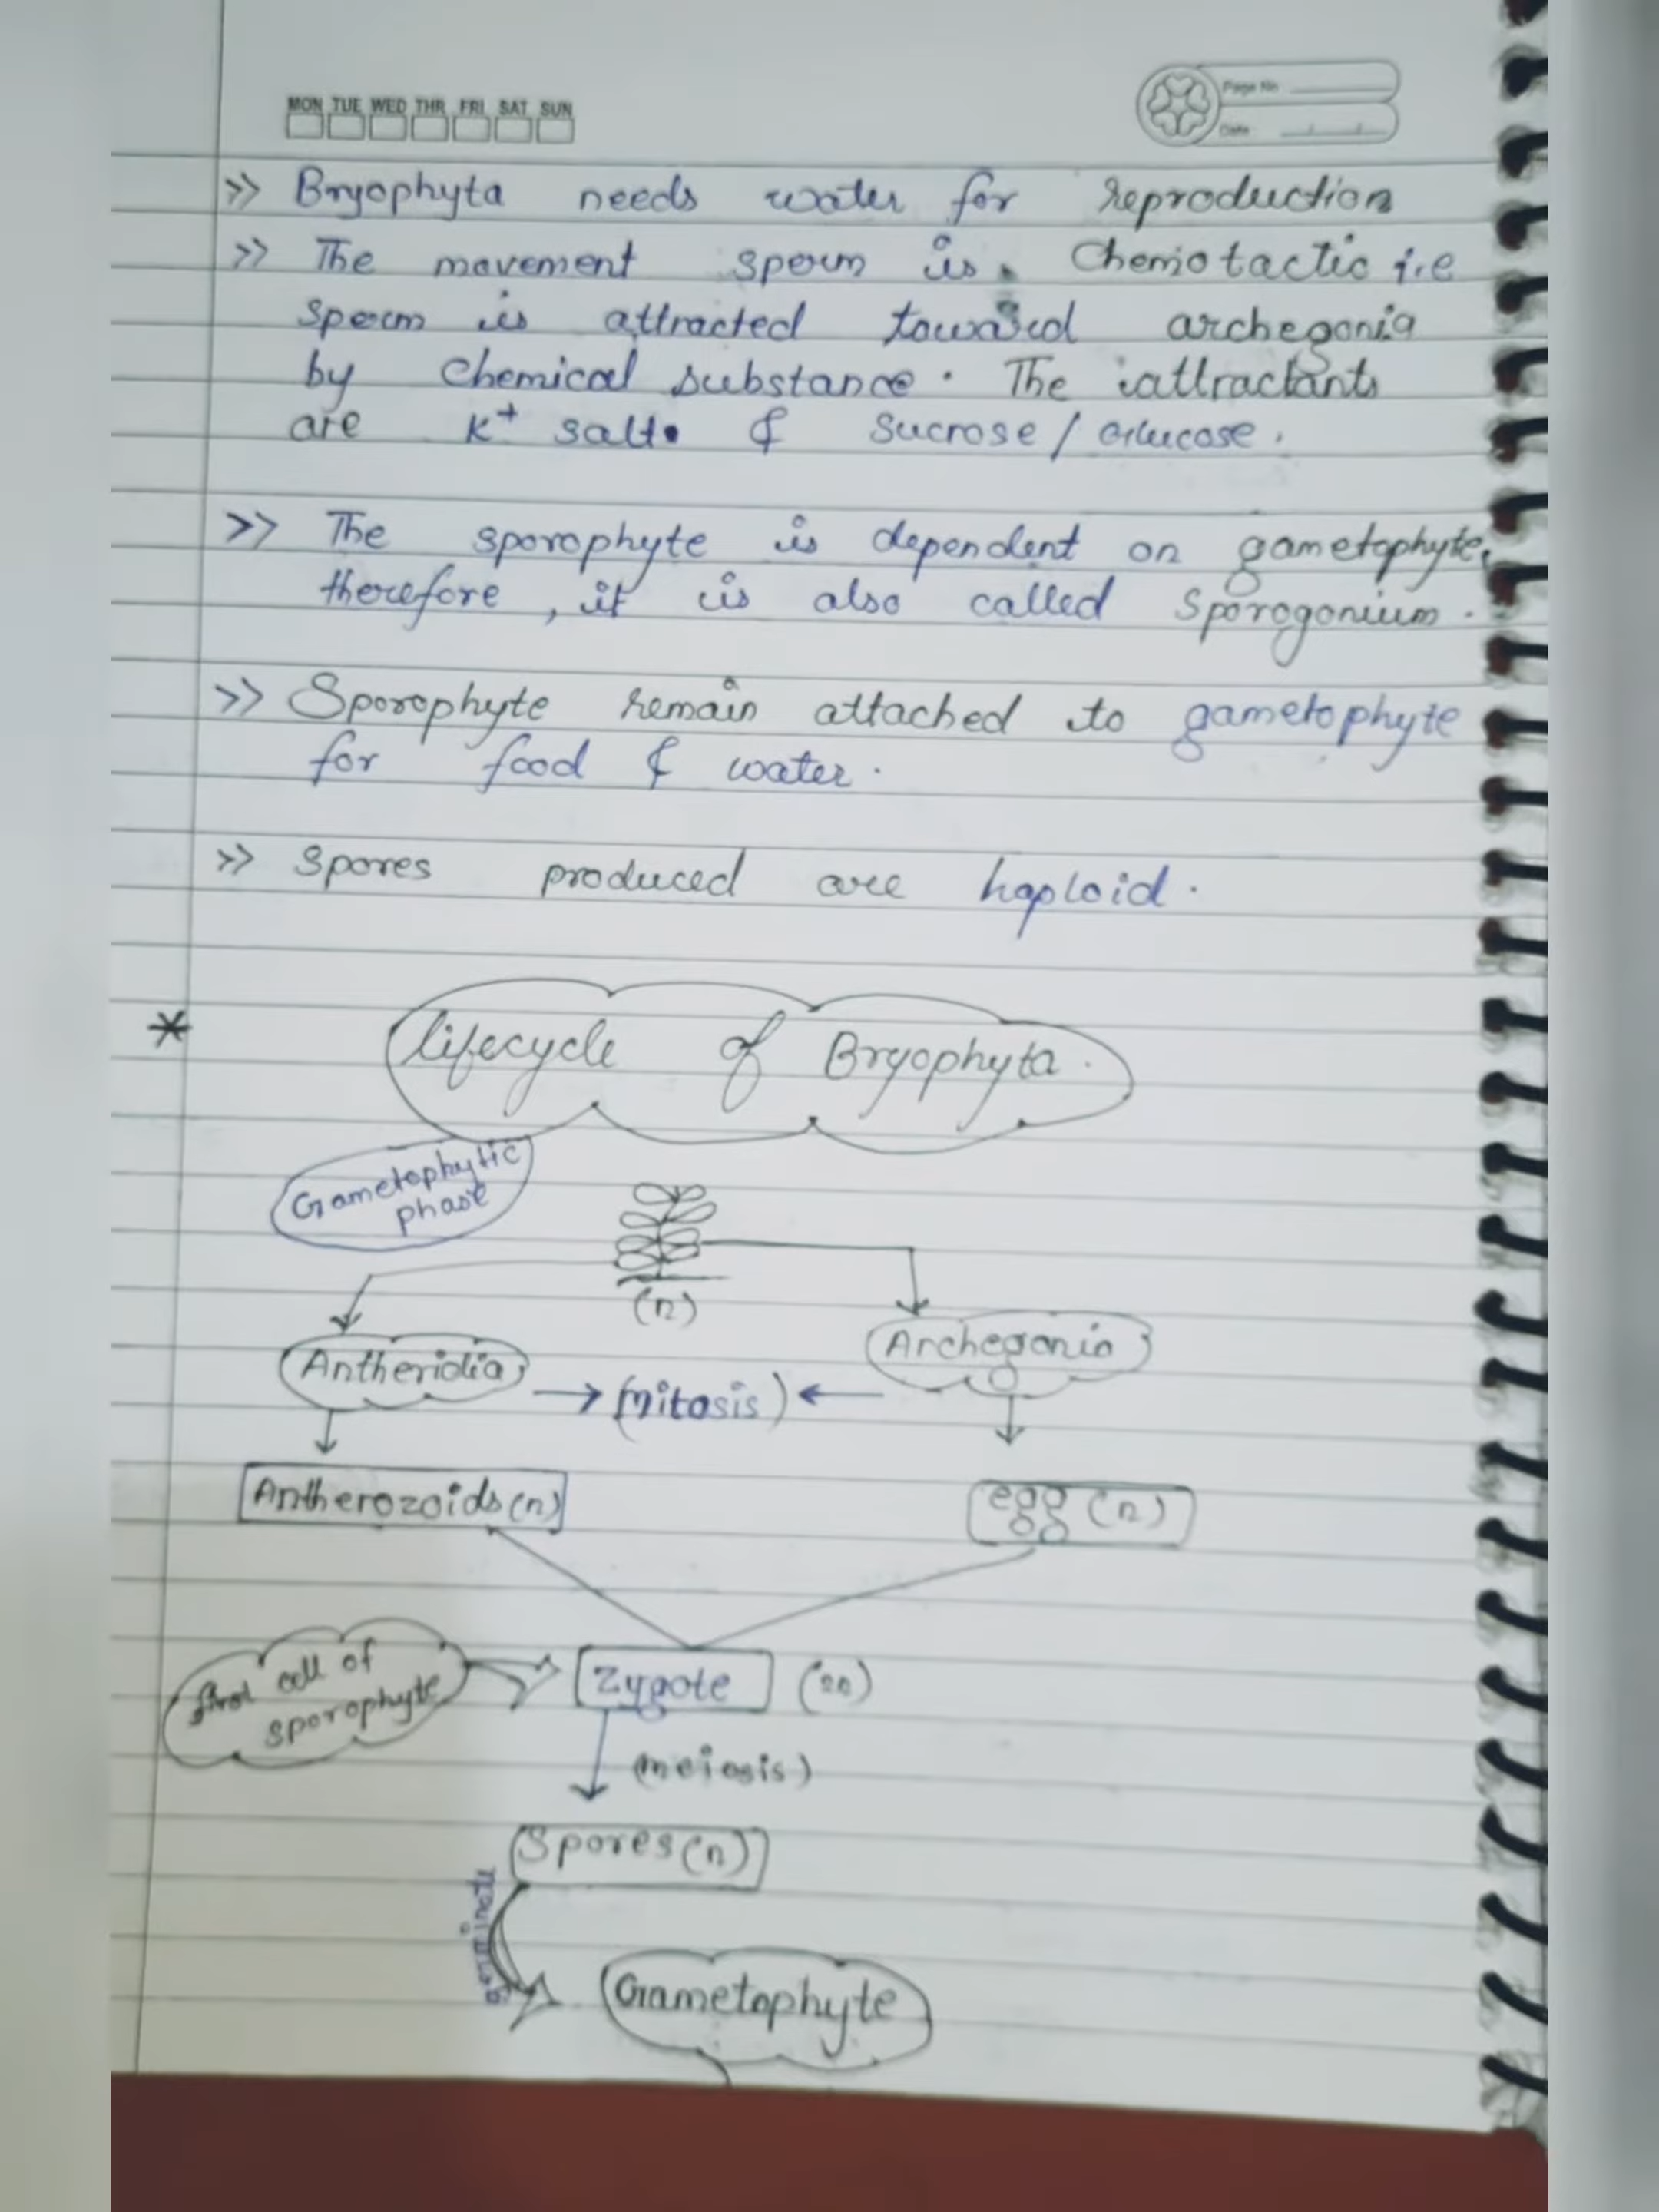 MON TUE WED THR FRI SAT SUN
Page No
Date
>> Bryophyta needs water for reproduction
>> The movement sperm is Chemotactic i.e
sperm is attracted toward archegonia
by Chemical substance. The attractants
are K+ salt & sucrose/Glucose.
>> The sporophyte is dependent on gametophyte,
therefore, it is also called Sporogonium.
>> Sporophyte remain attached to gametophyte
for food & water.
>> Spores produced are haploid.
* lifecycle of Bryophyta.
Gametophytic
phase
(n)
Antheridia
Archegonia
→ (mitosis) ←
Antherozoids (n)
egg (n)
first cell of
sporophyte
Zygote (2n)
(meiosis)
Spores (n)
germinate
Gametophyte